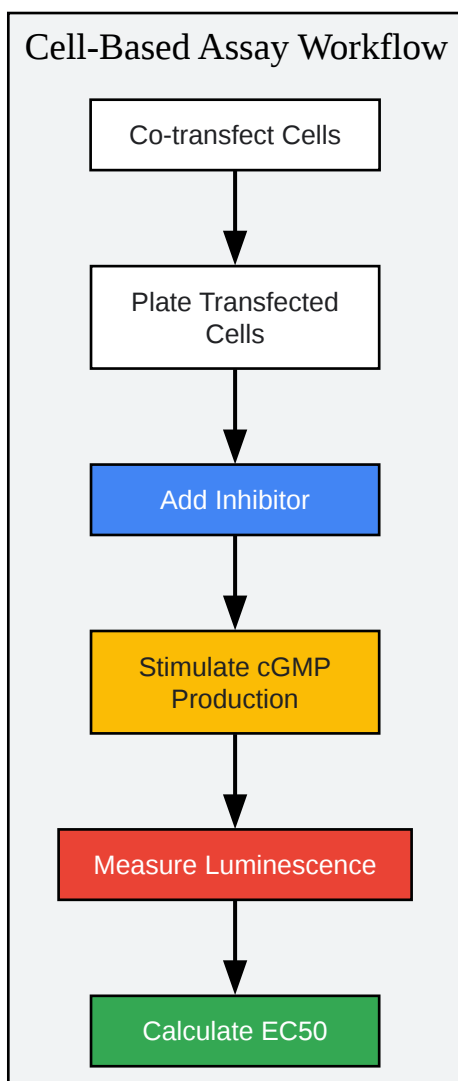 Cell-Based Assay Workflow
Co-transfect Cells
Plate Transfected
Cells
Add Inhibitor
Stimulate cGMP
Production
Measure Luminescence
Calculate EC50